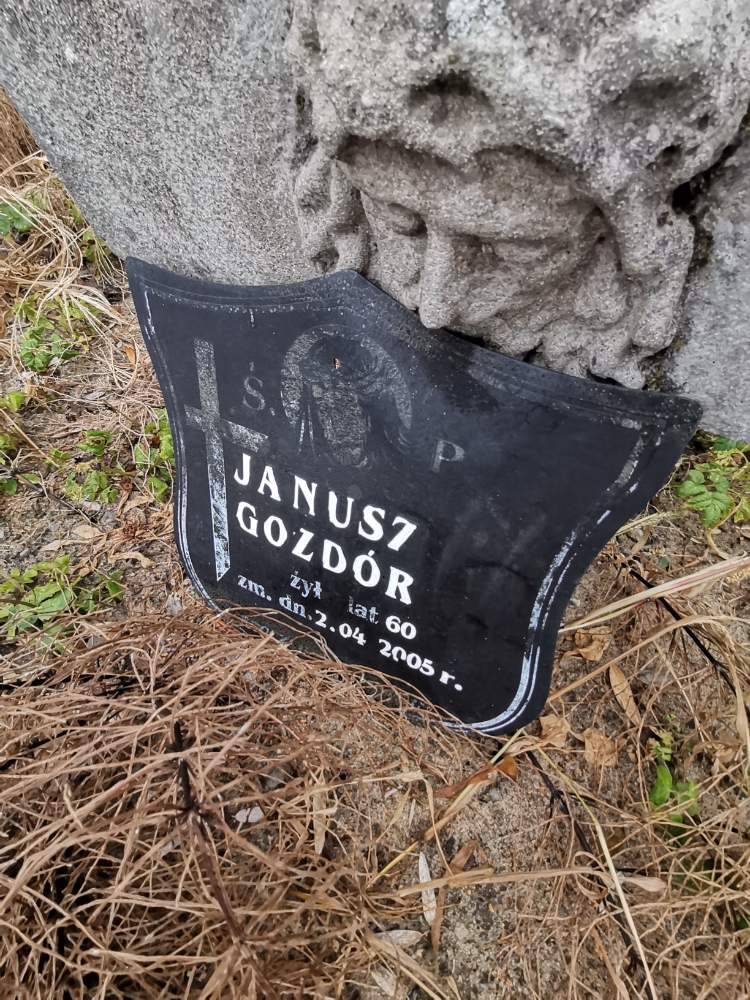 Ś. P
JANUSZ
GOZDÓR
żył lat 60
zm. dn. 2.04 2005 r.